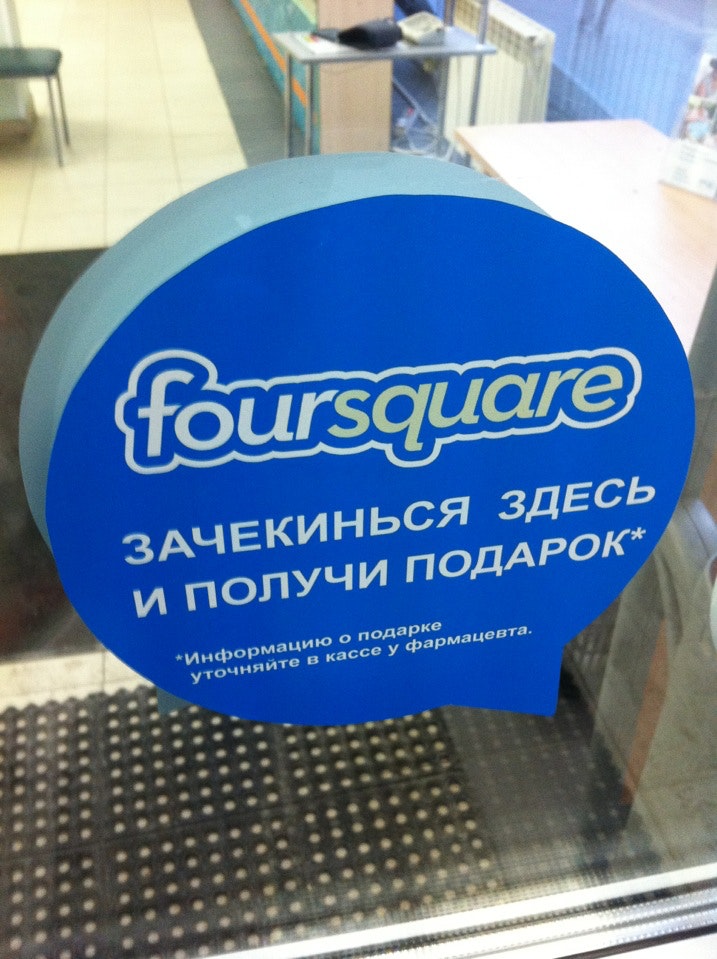 foursquare
ЗАЧЕКИНЬСЯ ЗДЕСЬ
И ПОЛУЧИ ПОДАРОК*
*Информацию о подарке
уточняйте в кассе у фармацевта.